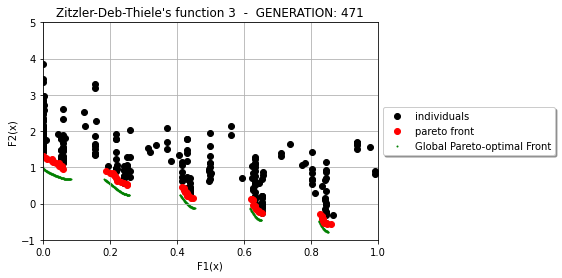 Zitzler-Deb-Thiele's function 3 - GENERATION: 471
5
4
3
2
1
0
−1
F2(x)
0.0 0.2 0.4 0.6 0.8 1.0
F1(x)
individuals
pareto front
Global Pareto-optimal Front